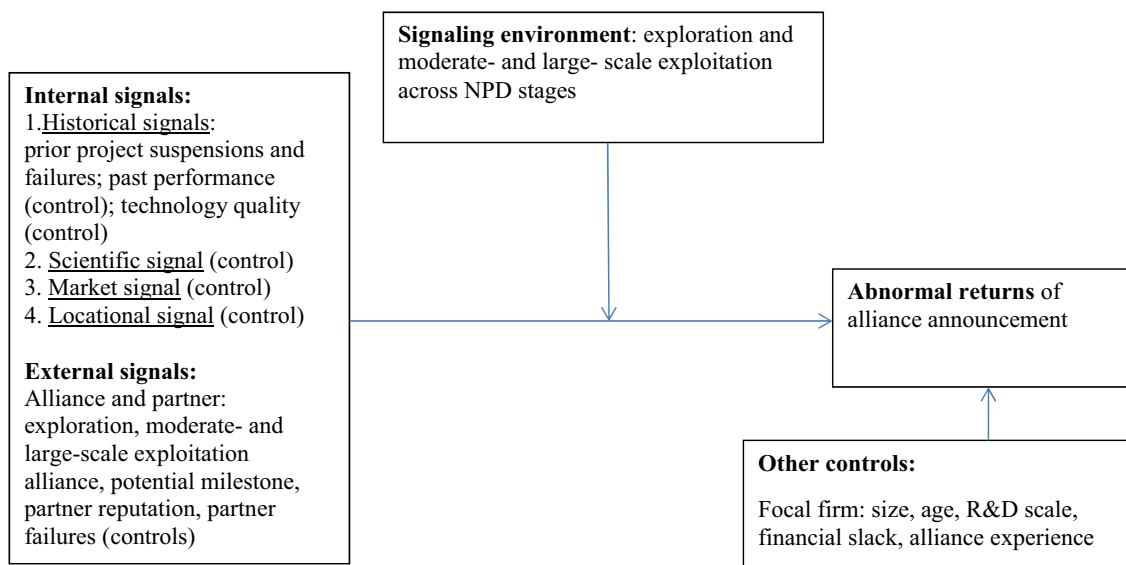 Signaling environment: exploration and
moderate- and large- scale exploitation
across NPD stages
Internal signals:
1.Historical signals:
prior project suspensions and
failures; past performance
(control); technology quality
(control)
2. Scientific signal (control)
3. Market signal (control)
4. Locational signal (control)
External signals:
Alliance and partner:
exploration, moderate- and
large-scale exploitation
alliance, potential milestone,
partner reputation, partner
failures (controls)
Abnormal returns of
alliance announcement
Other controls:
Focal firm: size, age, R&D scale,
financial slack, alliance experience